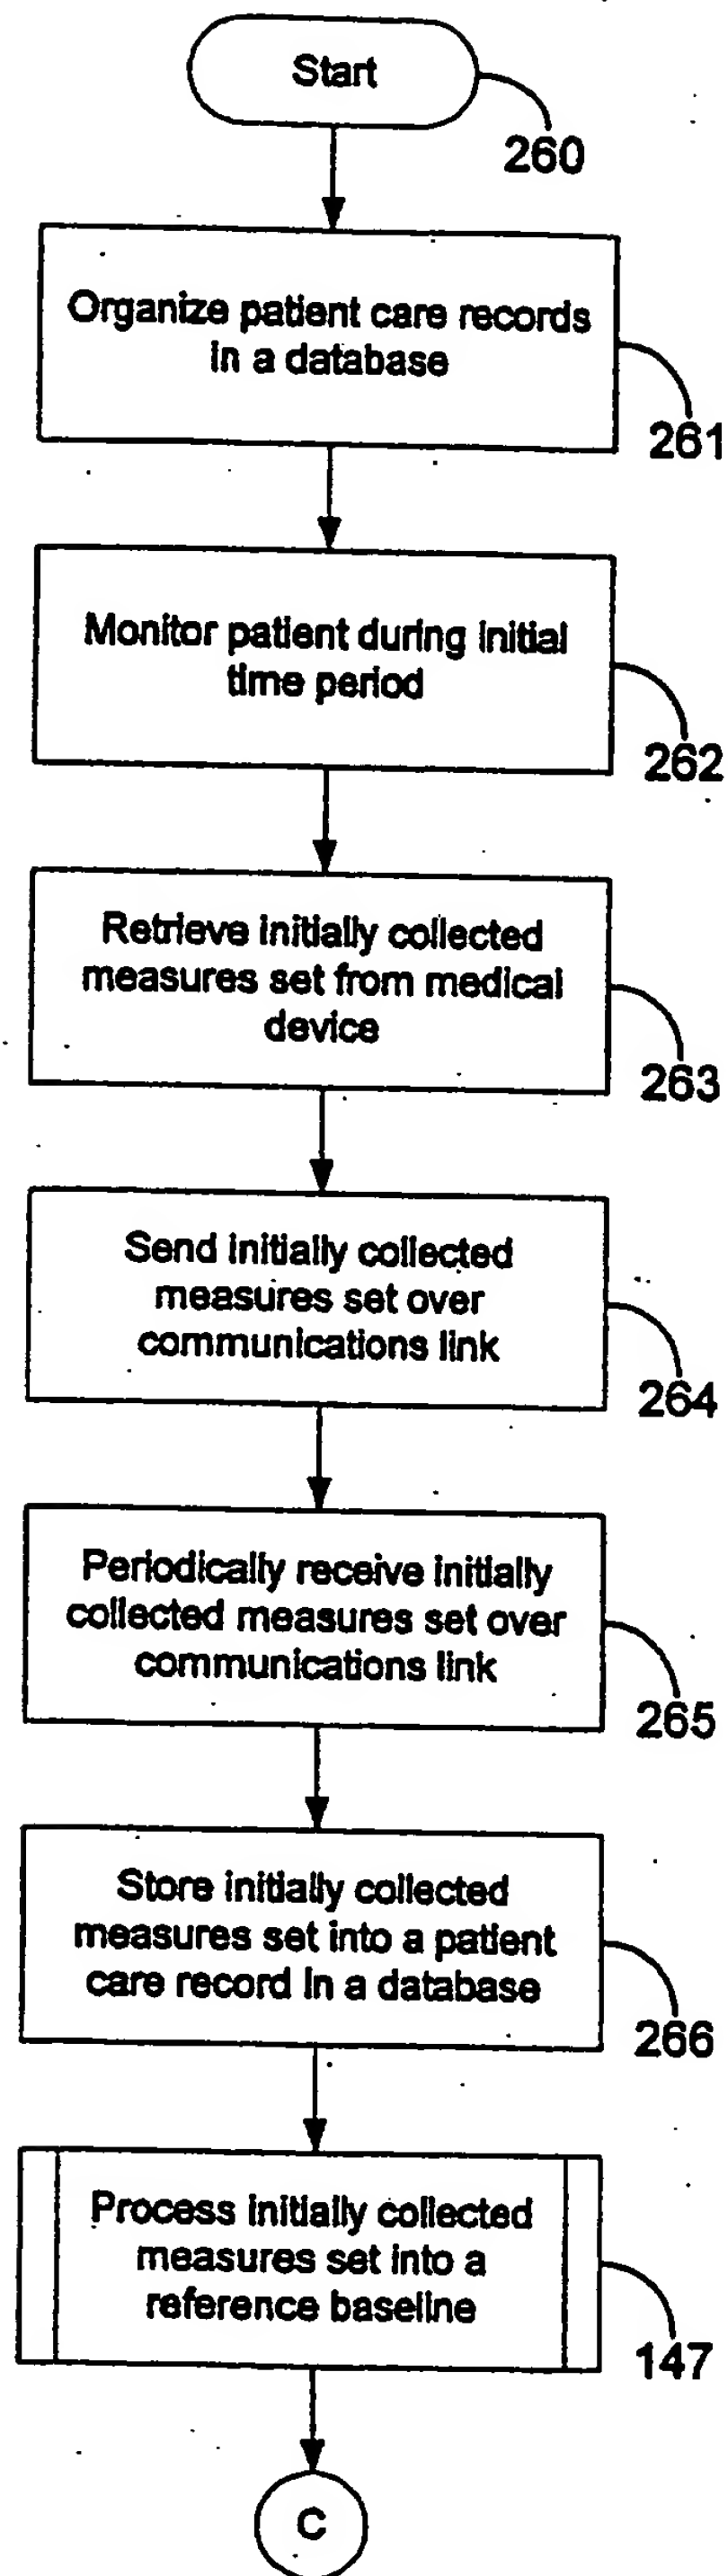 Start
260
Organize patient care records
in a database
261
Monitor patient during initial
time period
262
Retrieve initially collected
measures set from medical
device
263
Send initially collected
measures set over
communications link
264
Periodically receive initially
collected measures set over
communications link
265
Store initially collected
measures set into a patient
care record in a database
266
Process initially collected
measures set into a
reference baseline
147
C